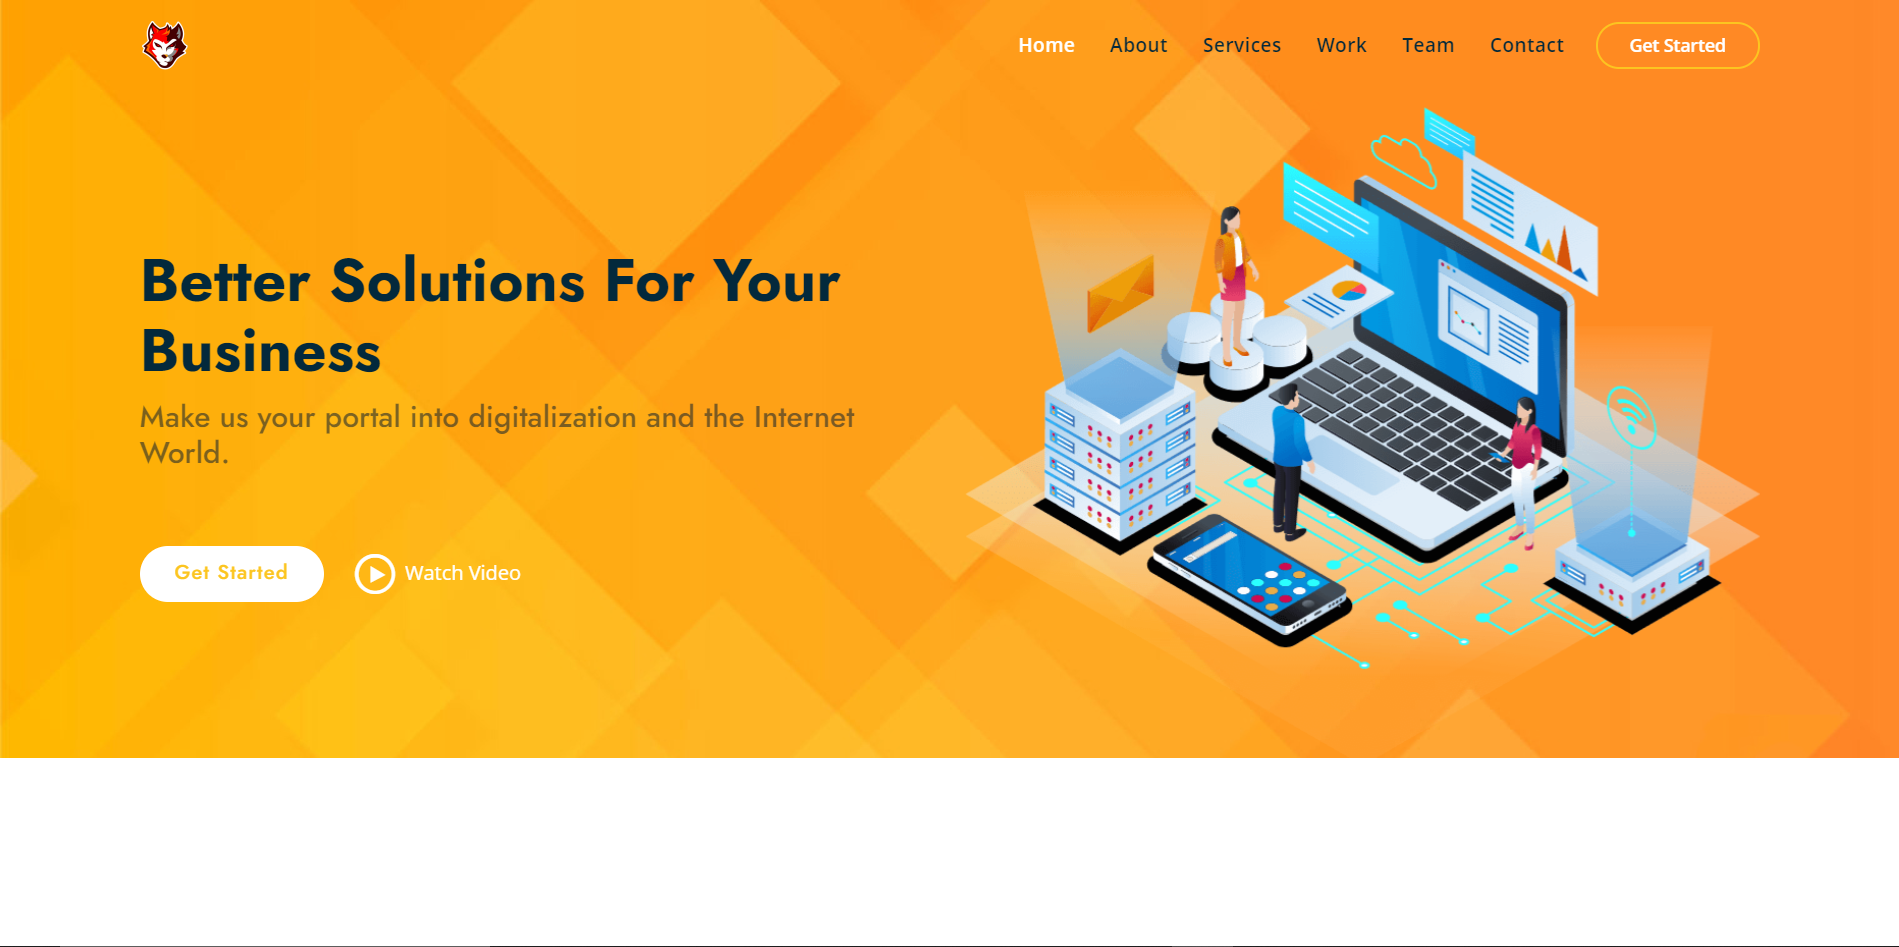 Home About Services Work Team Contact Get Started
Better Solutions For Your
Business
Make us your portal into digitalization and the Internet
World.
Get Started Watch Video